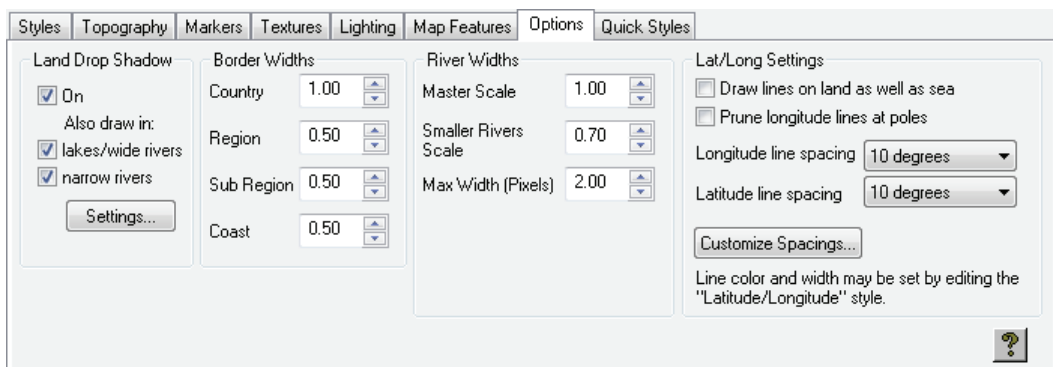 Styles Topography Markers Textures Lighting Map Features Options Quick Styles
Land Drop Shadow
On
Also draw in:
lakes/wide rivers
narrow rivers
Settings...
Border Widths
Country 1.00
Region 0.50
Sub Region 0.50
Coast 0.50
River Widths
Master Scale 1.00
Smaller Rivers
Scale 0.70
Max Width (Pixels) 2.00
Lat/Long Settings
Draw lines on land as well as sea
Prune longitude lines at poles
Longitude line spacing 10 degrees
Latitude line spacing 10 degrees
Customize Spacings...
Line color and width may be set by editing the
"Latitude/Longitude" style.
?